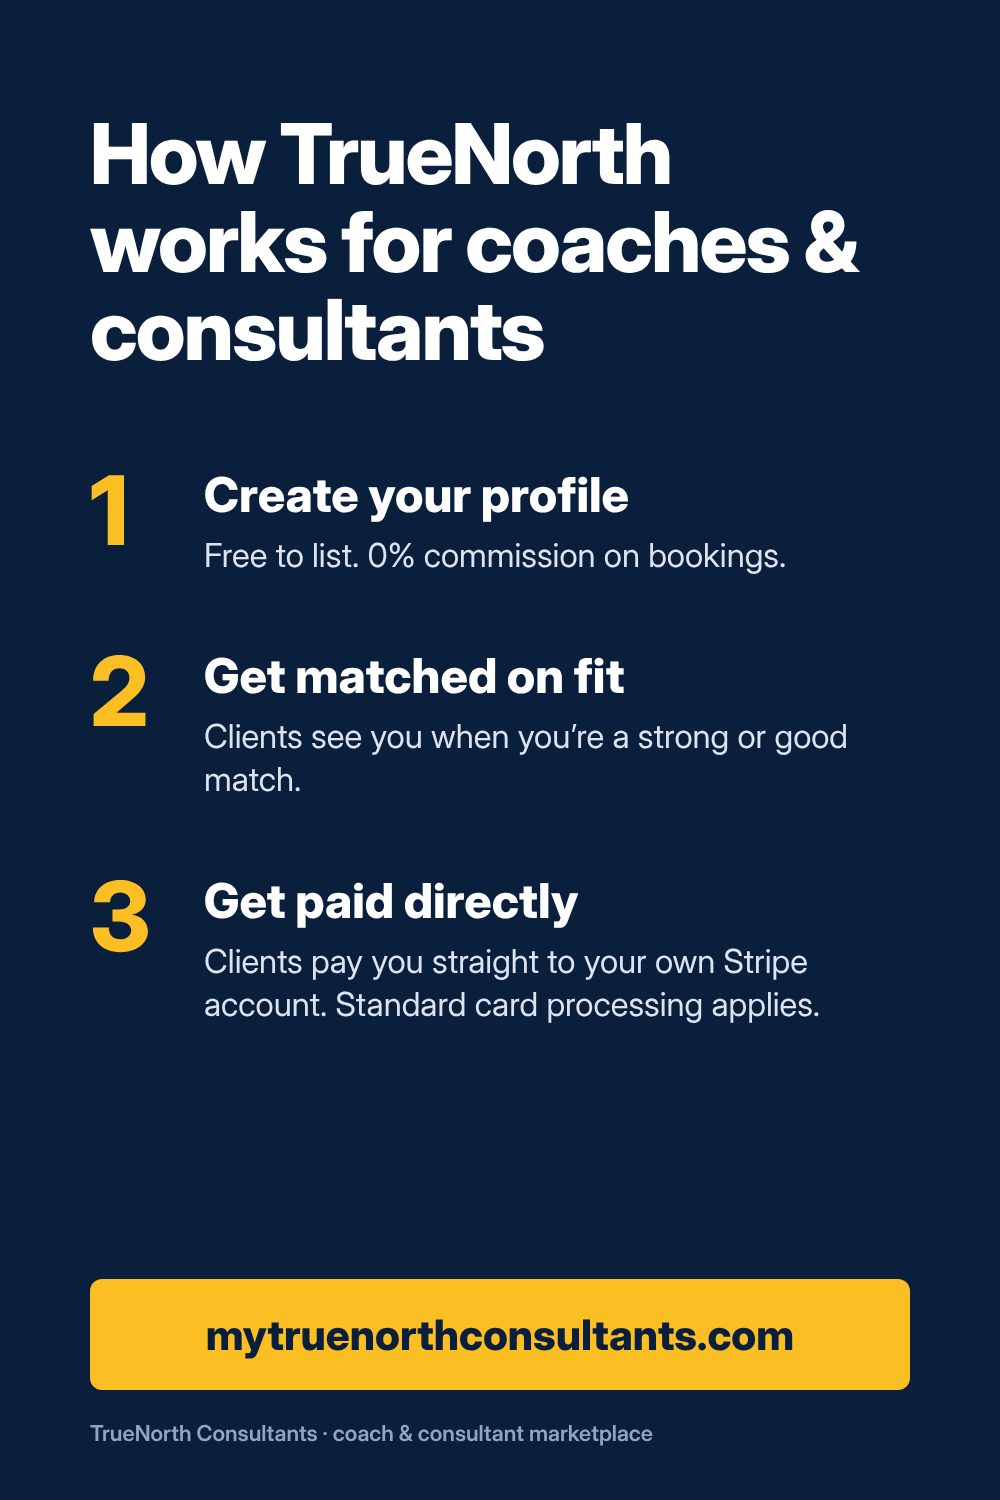 How TrueNorth
works for coaches &
consultants
1
Create your profile
Free to list. 0% commission on bookings.
2
Get matched on fit
Clients see you when you’re a strong or good
match.
3
Get paid directly
Clients pay you straight to your own Stripe
account. Standard card processing applies.
mytruenorthconsultants.com
TrueNorth Consultants · coach & consultant marketplace